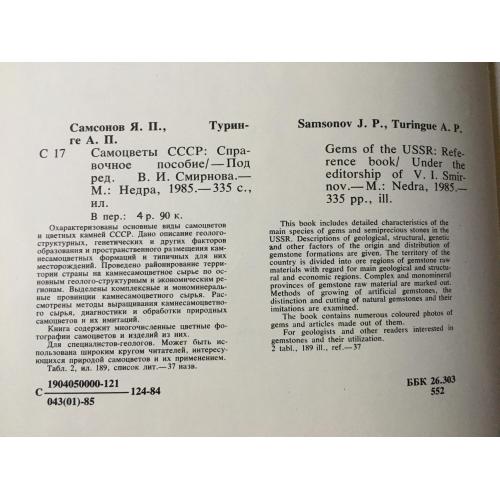 Самсонов Я. П., Турин-
ге А. П.
С 17 Самоцветы СССР: Спра-
вочное пособие/—Под
ред. В. И. Смирнова.—
М.: Недра, 1985.—335 с.,
ил.
В пер.: 4 р. 90 к.
Охарактеризованы основные виды самоцветов
и цветных камней СССР. Дано описание геолого-
структурных, генетических и других факторов
образования и пространственного размещения кам-
несамоцветных формаций и типичных для них
месторождений. Проведено районирование терри-
тории страны на камнесамоцветное сырье по ос-
новным геолого-структурным и экономическим ре-
гионам. Выделены комплексные и мономинераль-
ные провинции камнесамоцветного сырья. Рас-
смотрены методы выращивания самоцветного
сырья, диагностики и обработки природных
самоцветов и их имитаций.
Книга содержит многочисленные цветные фо-
тографии самоцветов и изделий из них.
Для специалистов-геологов. Может быть ис-
пользована широким кругом читателей, интересую-
щихся природой самоцветов и их применением.
Табл. 2, ил. 189, список лит.—37 назв.
С 1904050000-121
043(01)-85 124-84
Samsonov J. P., Turingue A. P.
Gems of the USSR: Refe-
rence book/ Under the
editorship of V. I. Smir-
nov.—M.: Nedra, 1985.—
335 pp., ill.
This book includes detailed characteristics of the
main species of gems and semiprecious stones in the
USSR. Descriptions of geological, structural, genetic
and other factors of the origin and distribution of
gemstone formations are given. The territory of the
country is divided into ore regions of gemstone raw
materials with regard for main geological and structu-
ral and economic regions. Complex and monomineral
provinces of gemstone raw material are marked out.
Methods of growing of artificial gemstones, the
distinction and cutting of natural gemstones and their
imitations are examined.
The book contains numerous coloured photos of
gems and articles made out of them.
For geologists and other readers interested in
gemstones and their utilization.
2 tabl., 189 ill., ref.—37
ББК 26.303
552